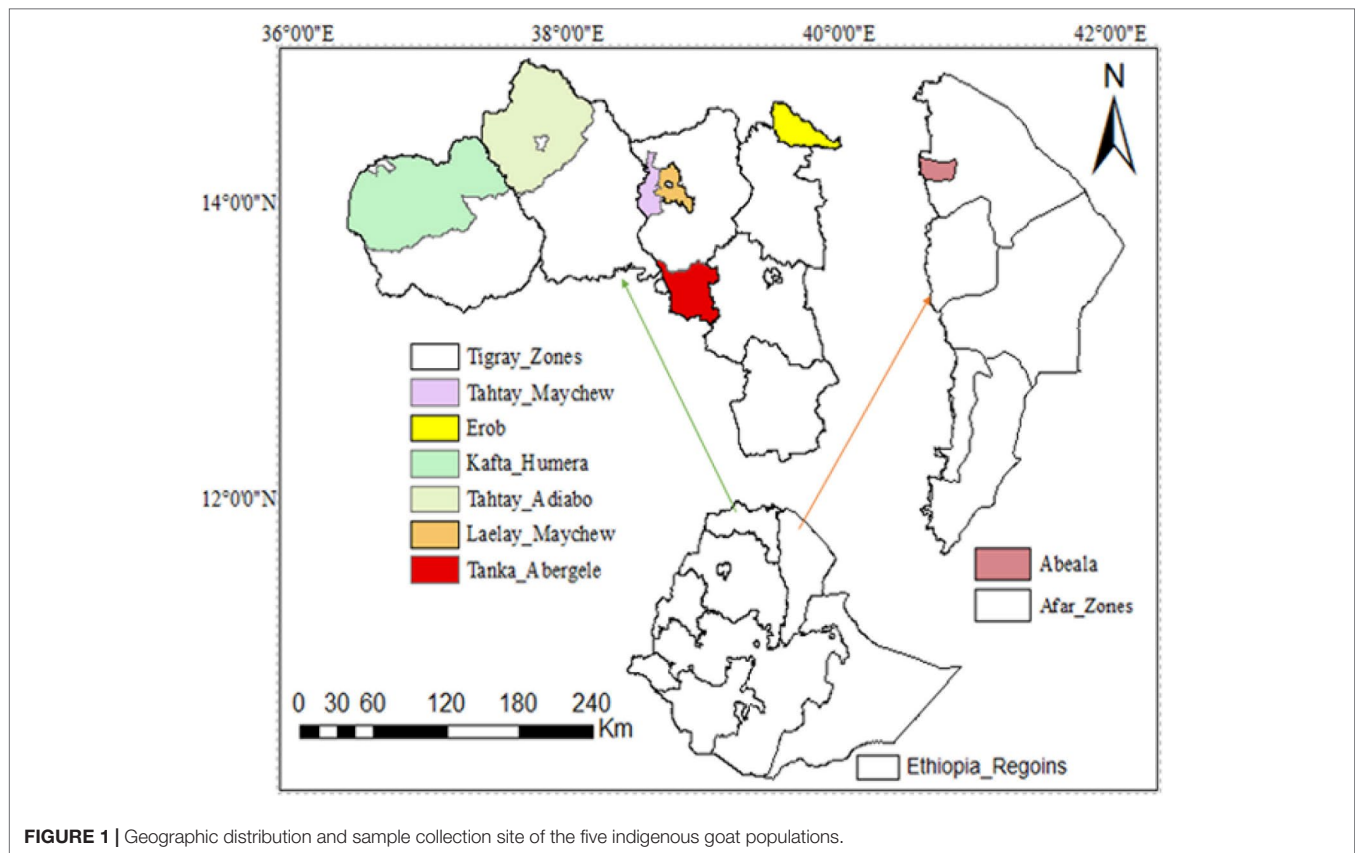 36°0'0"E 38°0'0"E 40°0'0"E 42°0'0"E
N
14°0'0"N
12°0'0"N
Tigray_Zones
Tahtay_Maychew
Erob
Kafta_Humera
Tahtay_Adiabo
Laelay_Maychew
Tanka_Abergele
Abeala
Afar_Zones
0 30 60 120 180 240
Km
Ethiopia_Regoins
FIGURE 1 | Geographic distribution and sample collection site of the five indigenous goat populations.